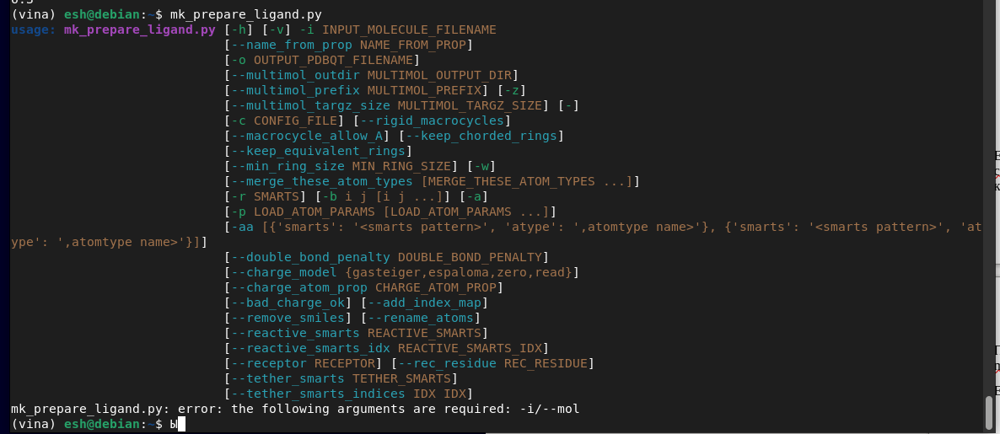 (vina) esh@debian:~$ mk_prepare_ligand.py
usage: mk_prepare_ligand.py [-h] [-v] -i INPUT_MOLECULE_FILENAME
[--name_from_prop NAME_FROM_PROP]
[-o OUTPUT_PDBQT_FILENAME]
[--multimol_outdir MULTIMOL_OUTPUT_DIR]
[--multimol_prefix MULTIMOL_PREFIX] [-z]
[--multimol_targz_size MULTIMOL_TARGZ_SIZE] [-]
[-c CONFIG_FILE] [--rigid_macrocycles]
[--macrocycle_allow_A] [--keep_chorded_rings]
[--keep_equivalent_rings]
[--min_ring_size MIN_RING_SIZE] [-w]
[--merge_these_atom_types [MERGE_THESE_ATOM_TYPES ...]]
[-r SMARTS] [-b i j [i j ...]] [-a]
[-p LOAD_ATOM_PARAMS [LOAD_ATOM_PARAMS ...]]
[-aa [{'smarts': '<smarts pattern>', 'atype': ',atomtype name>'}, {'smarts': '<smarts pattern>', 'at
ype': ',atomtype name>'}]]
[--double_bond_penalty DOUBLE_BOND_PENALTY]
[--charge_model {gasteiger,espaloma,zero,read}]
[--charge_atom_prop CHARGE_ATOM_PROP]
[--bad_charge_ok] [--add_index_map]
[--remove_smiles] [--rename_atoms]
[--reactive_smarts REACTIVE_SMARTS]
[--reactive_smarts_idx REACTIVE_SMARTS_IDX]
[--receptor RECEPTOR] [--rec_residue REC_RESIDUE]
[--tether_smarts TETHER_SMARTS]
[--tether_smarts_indices IDX IDX]
mk_prepare_ligand.py: error: the following arguments are required: -i/--mol
(vina) esh@debian:~$ Ы